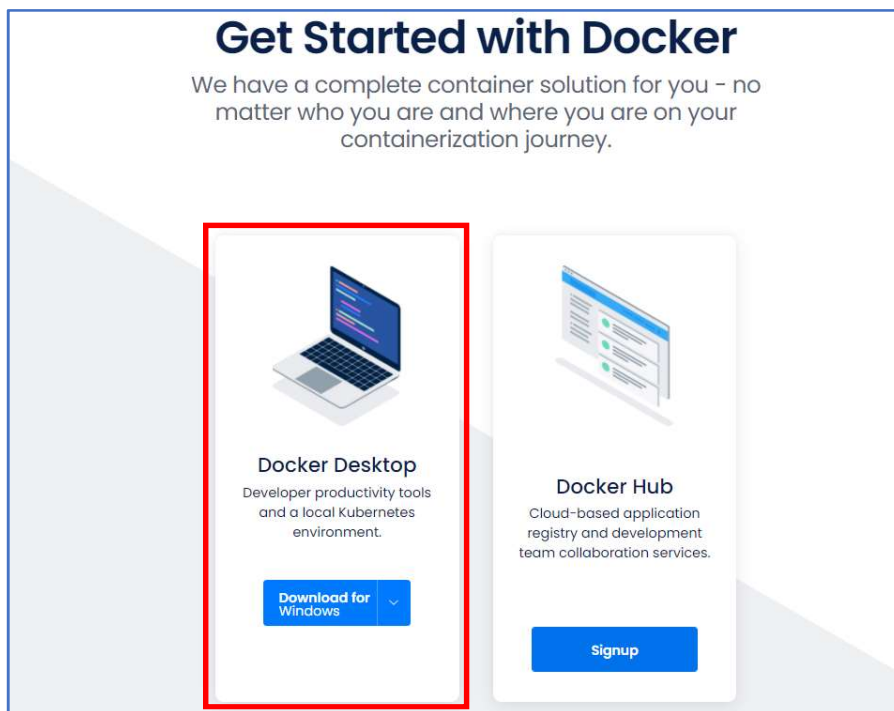 Get Started with Docker
We have a complete container solution for you - no
matter who you are and where you are on your
containerization journey.
Docker Desktop
Developer productivity tools
and a local Kubernetes
environment.
Download for
Windows
Docker Hub
Cloud-based application
registry and development
team collaboration services.
Signup